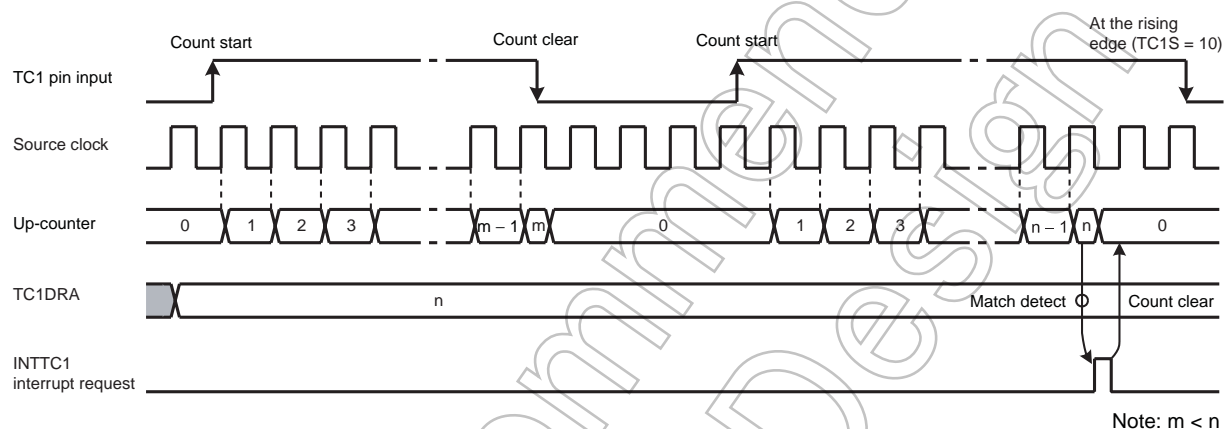 At the rising
edge (TC1S = 10)
Count start
Count clear
Count start
TC1 pin input
Source clock
Up-counter
0
1
2
3
m – 1
m
0
1
2
3
n – 1
n
0
TC1DRA
n
Match detect
Count clear
INTTC1
interrupt request
Note: m < n